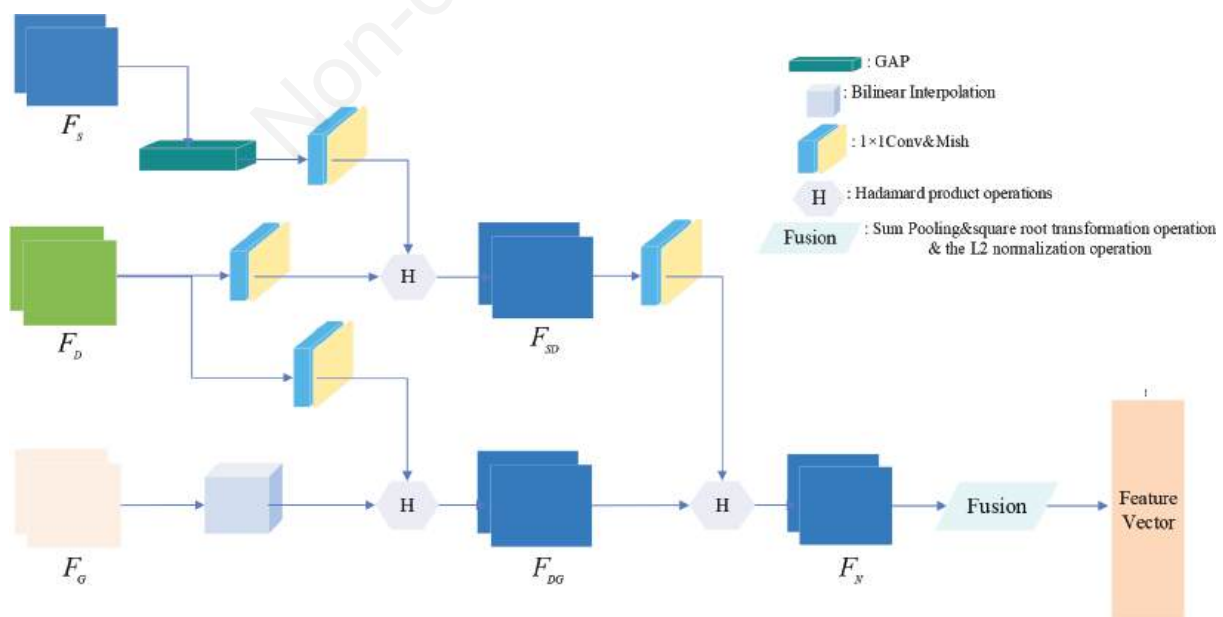 Non-c
: GAP
: Bilinear Interpolation
: 1×1Conv&Mish
H : Hadamard product operations
Fusion : Sum Pooling&square root transformation operation
& the L2 normalization operation
F_S
H
F_D
F_SD
H
H
Fusion
Feature
Vector
F_G
F_DG
F_N